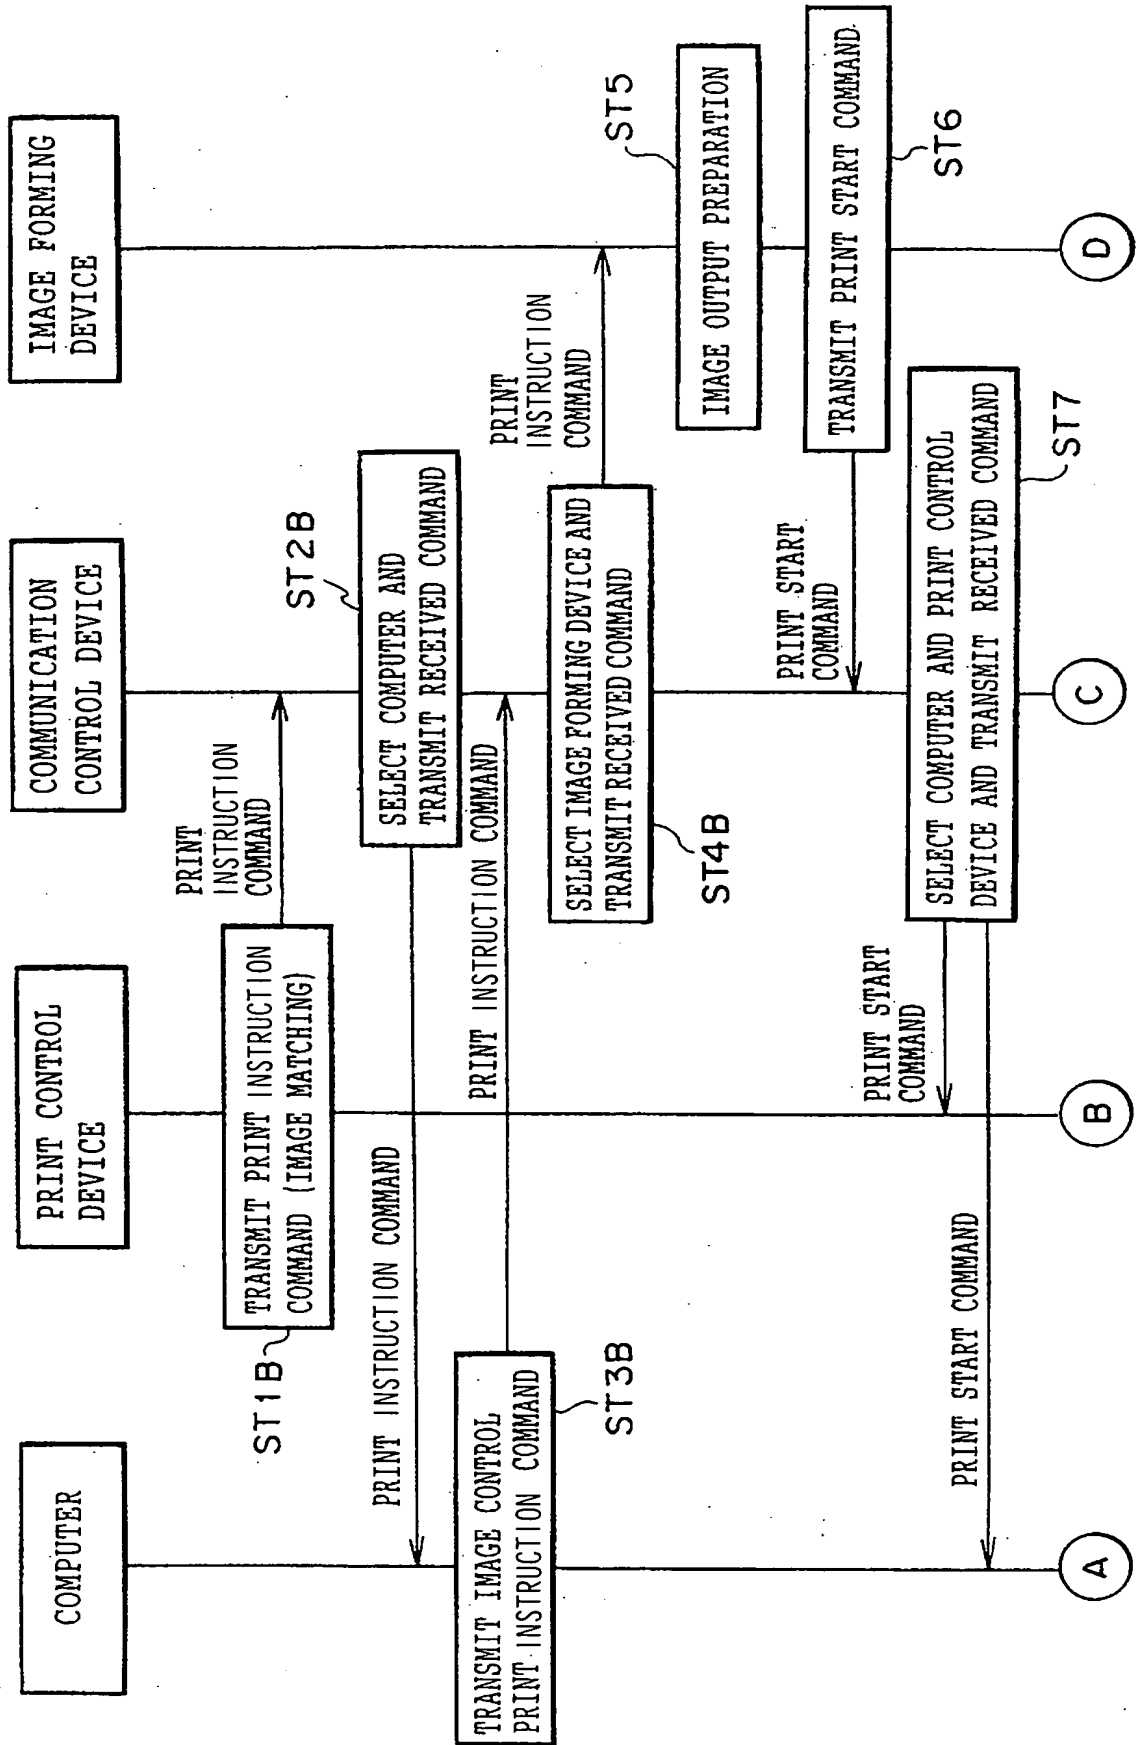 COMPUTER
PRINT CONTROL
DEVICE
COMMUNICATION
CONTROL DEVICE
IMAGE FORMING
DEVICE
TRANSMIT PRINT INSTRUCTION
COMMAND (IMAGE MATCHING)
ST1B
PRINT
INSTRUCTION
COMMAND
ST2B
SELECT COMPUTER AND
TRANSMIT RECEIVED COMMAND
PRINT INSTRUCTION COMMAND
TRANSMIT IMAGE CONTROL
PRINT INSTRUCTION COMMAND
ST3B
PRINT INSTRUCTION COMMAND
SELECT IMAGE FORMING DEVICE AND
TRANSMIT RECEIVED COMMAND
ST4B
PRINT
INSTRUCTION
COMMAND
ST5
IMAGE OUTPUT PREPARATION
TRANSMIT PRINT START COMMAND
ST6
PRINT START
COMMAND
SELECT COMPUTER AND PRINT CONTROL
DEVICE AND TRANSMIT RECEIVED COMMAND
ST7
PRINT START
COMMAND
PRINT START COMMAND
A
B
C
D